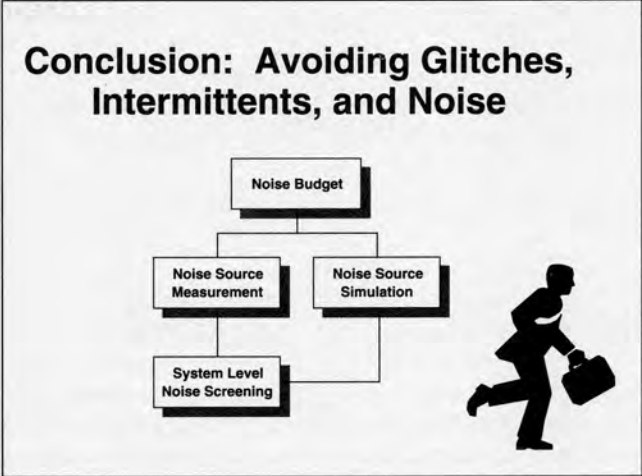 Conclusion: Avoiding Glitches,
Intermittents, and Noise
Noise Budget
Noise Source
Measurement
Noise Source
Simulation
System Level
Noise Screening